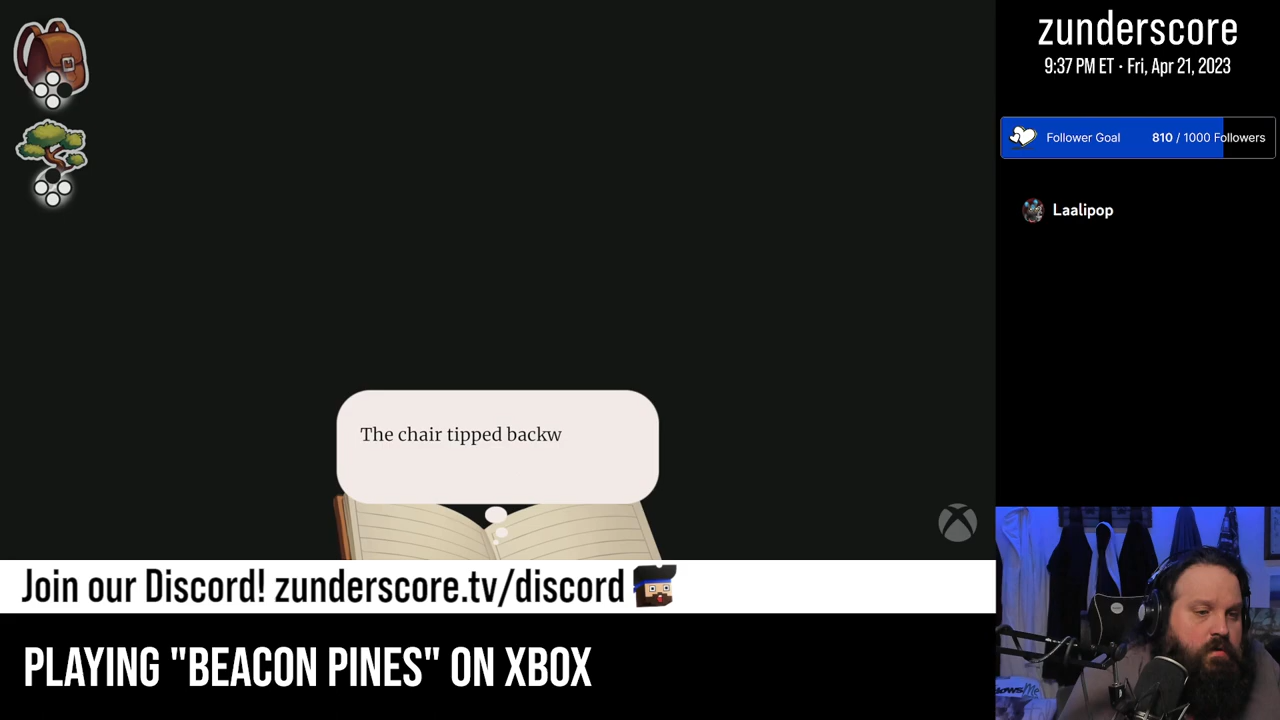 zunderscore
9:37 PM ET · Fri, Apr 21, 2023
Follower Goal 810 / 1000 Followers
Laalipop
The chair tipped backw
Join our Discord! zunderscore.tv/discord
PLAYING "BEACON PINES" ON XBOX